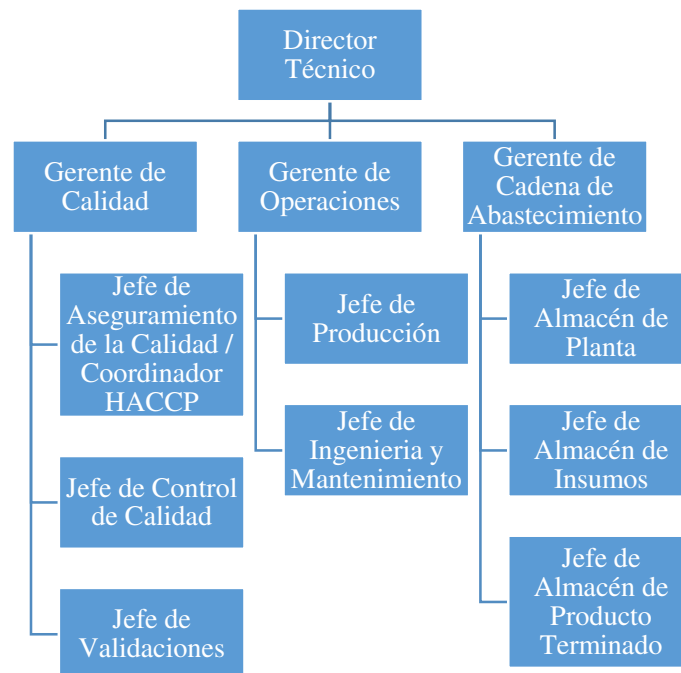 Director
Técnico
Gerente de
Calidad
Gerente de
Operaciones
Gerente de
Cadena de
Abastecimiento
Jefe de
Aseguramiento
de la Calidad /
Coordinador
HACCP
Jefe de Control
de Calidad
Jefe de
Validaciones
Jefe de
Producción
Jefe de
Ingenieria y
Mantenimiento
Jefe de
Almacén de
Planta
Jefe de
Almacén de
Insumos
Jefe de
Almacén de
Producto
Terminado